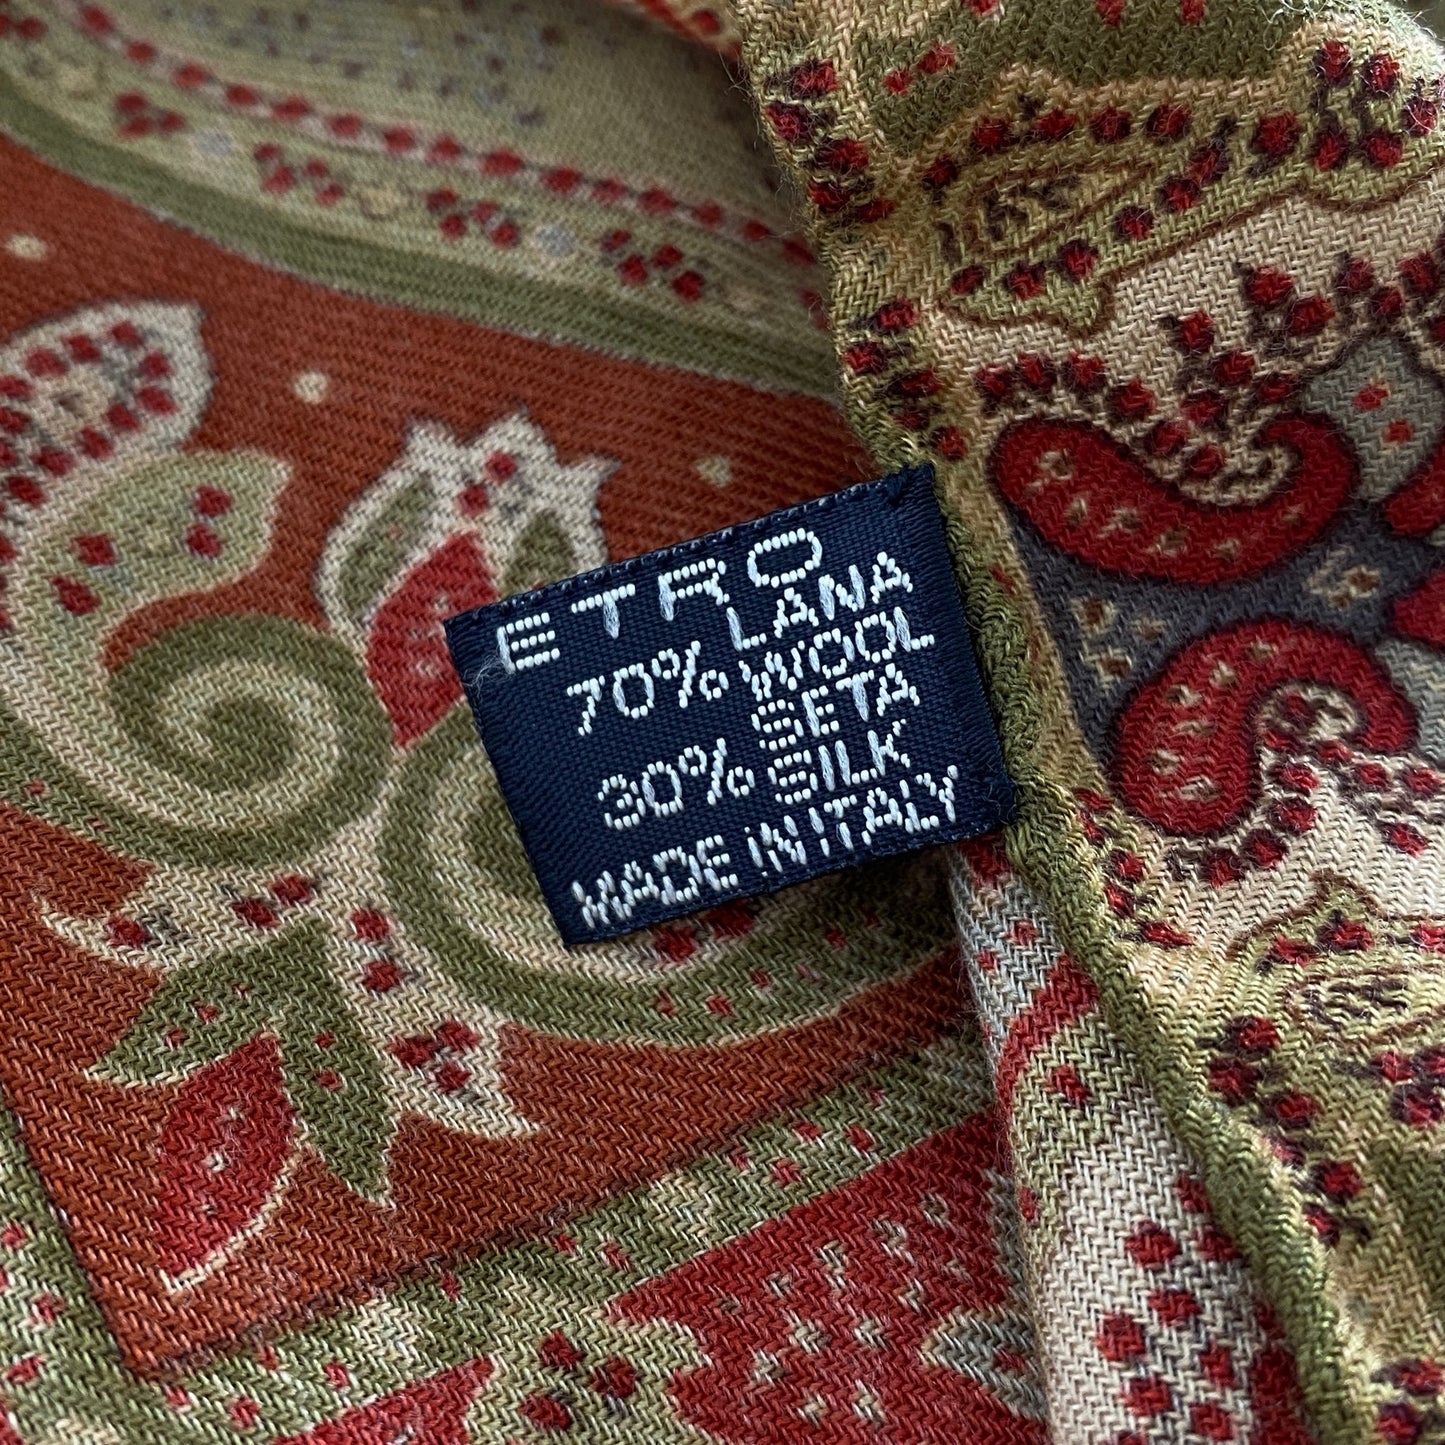 ETRO
70% LANA
WOOL
30% SETA
SILK
MADE IN ITALY